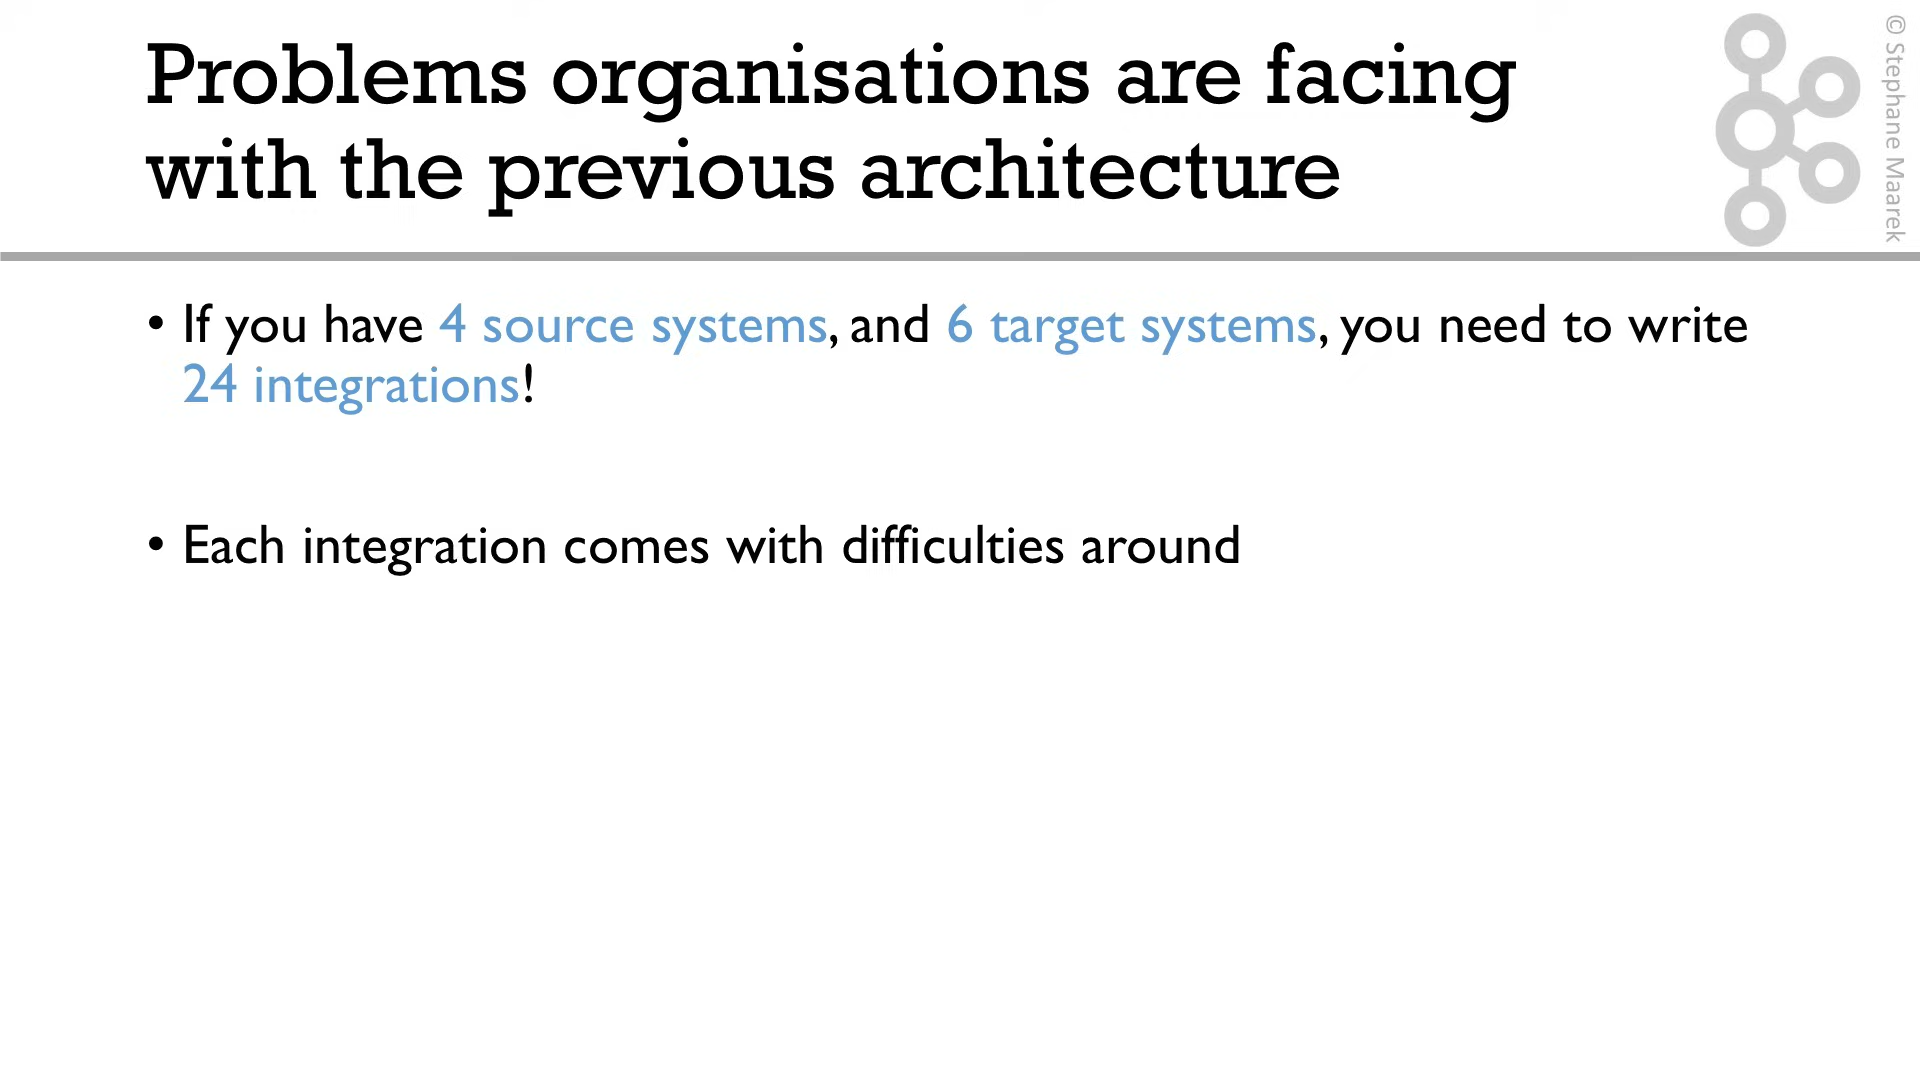 Problems organisations are facing
with the previous architecture
© Stephane Maarek
• If you have 4 source systems, and 6 target systems, you need to write
24 integrations!
• Each integration comes with difficulties around